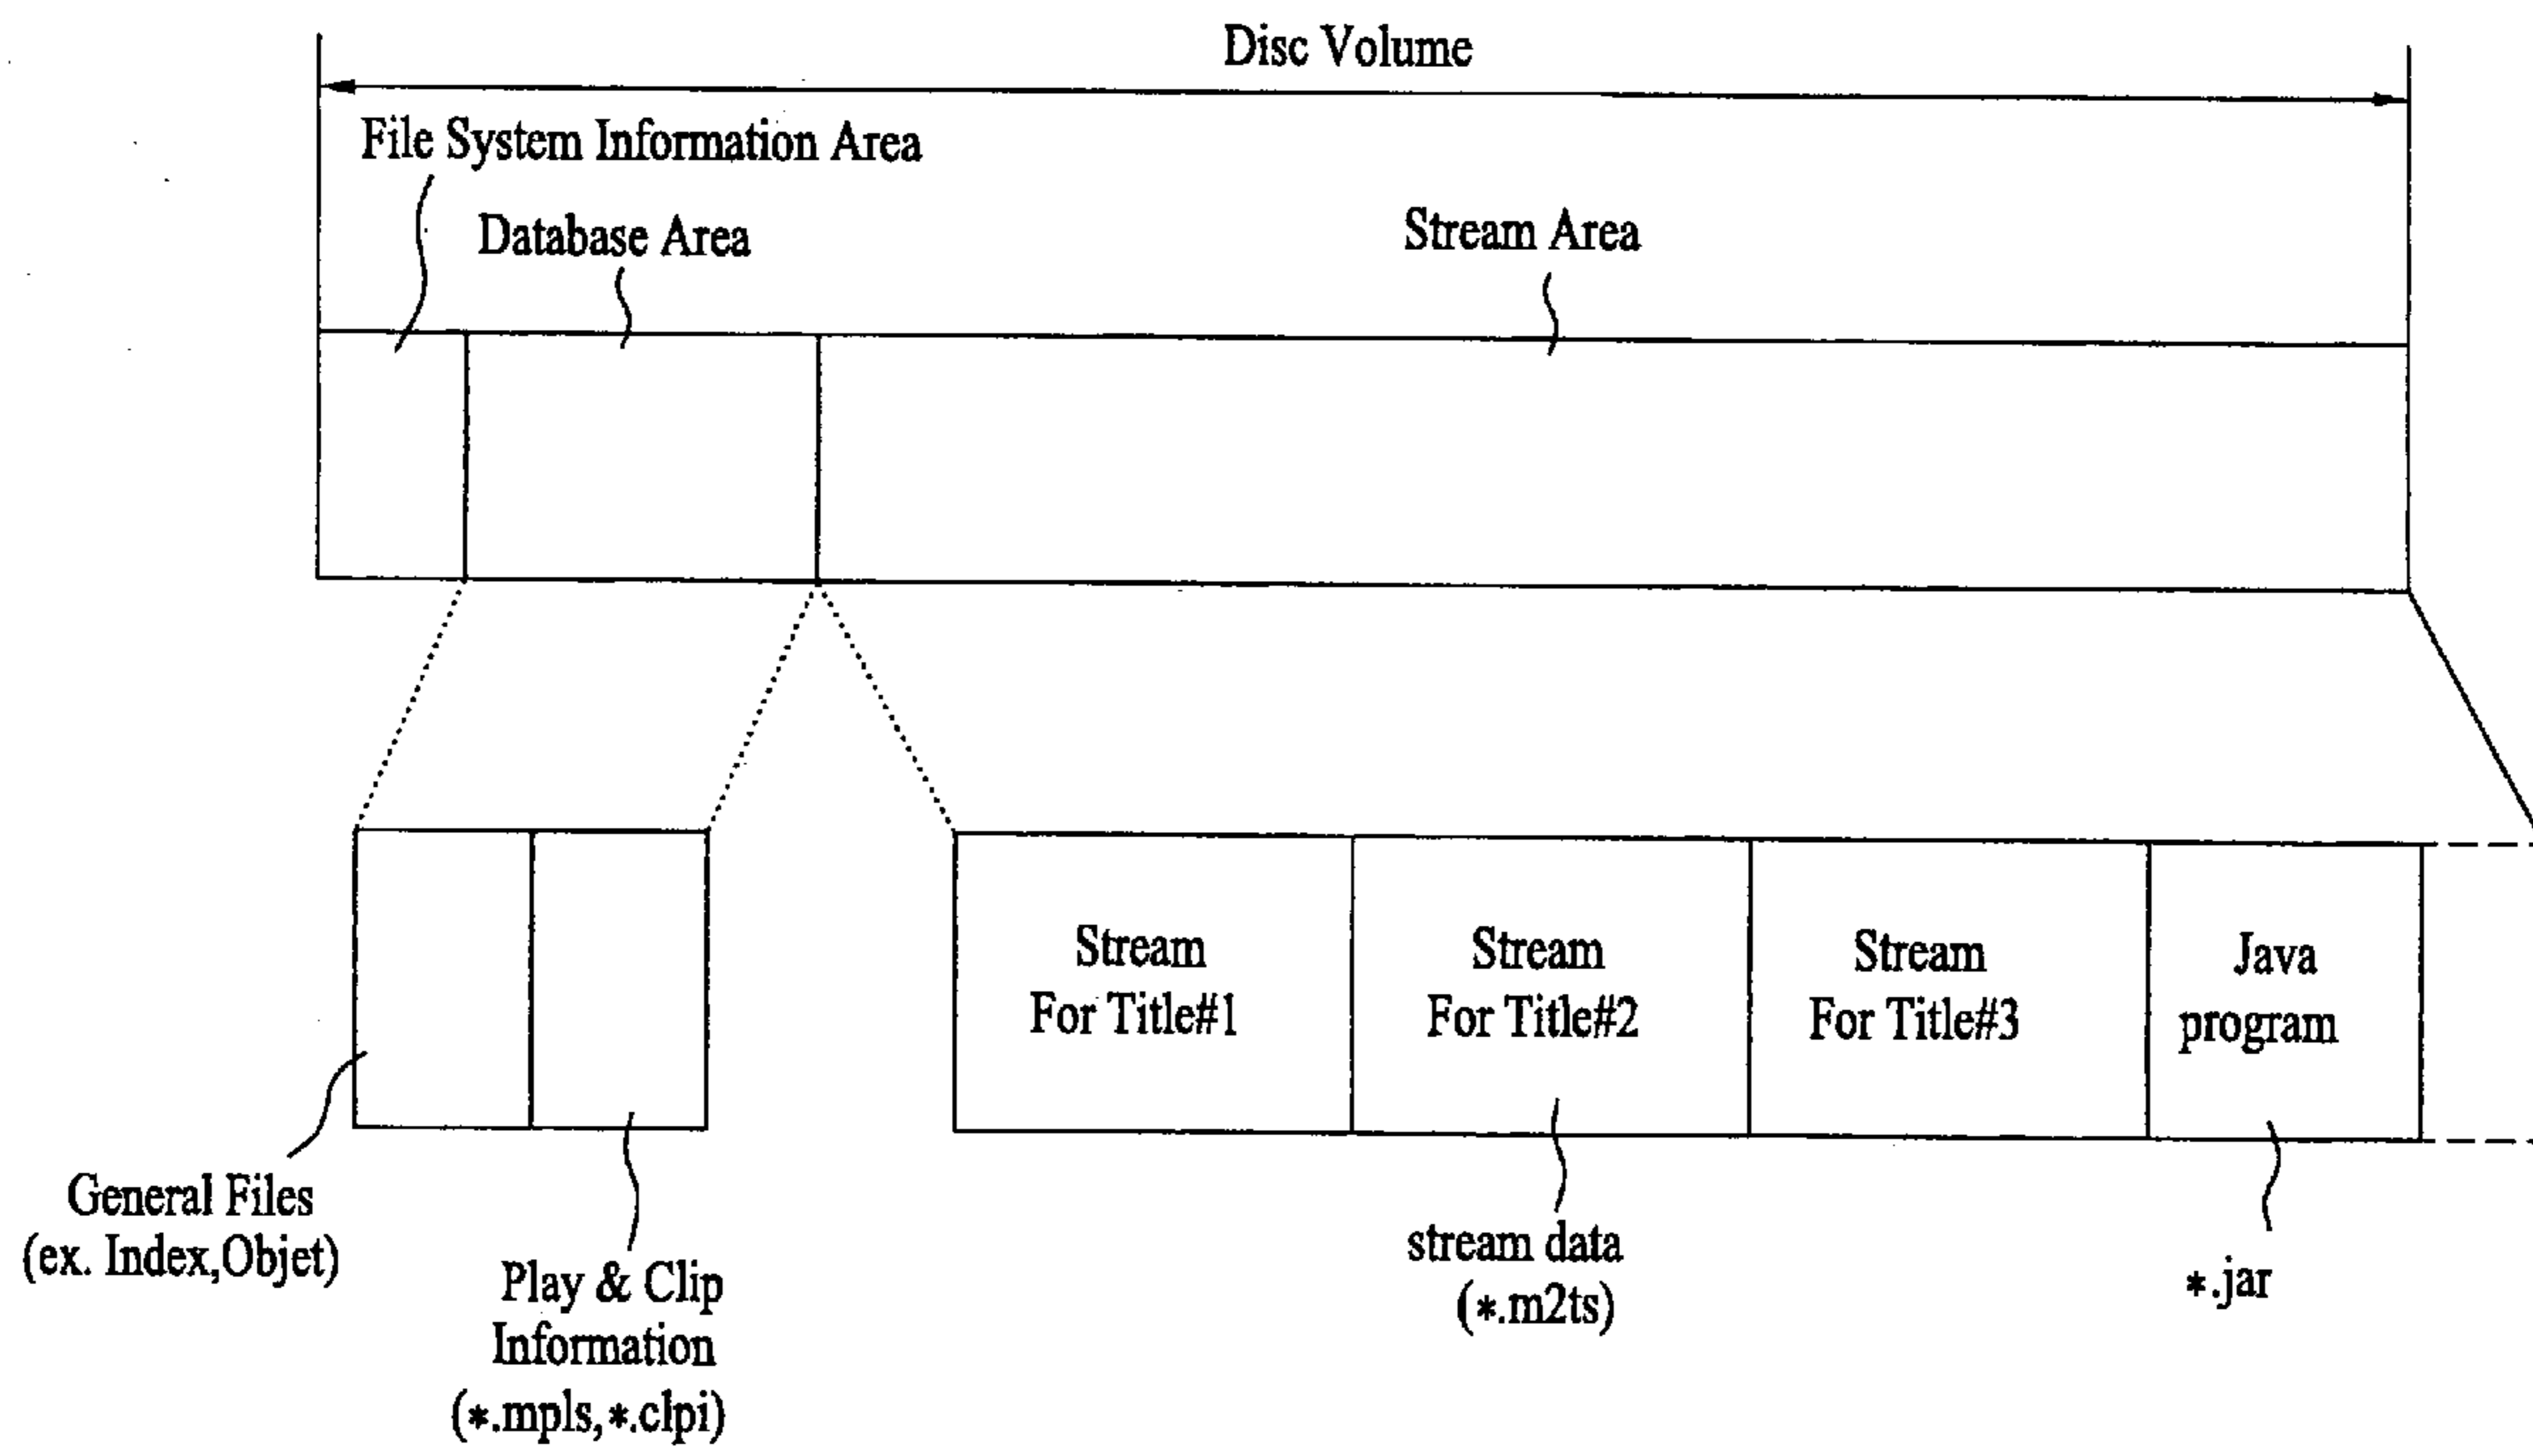 Disc Volume
File System Information Area
Database Area
Stream Area
Stream
For Title#1
Stream
For Title#2
Stream
For Title#3
Java
program
General Files
(ex. Index,Objet)
Play & Clip
Information
(*.mpls,*.clpi)
stream data
(*.m2ts)
*.jar